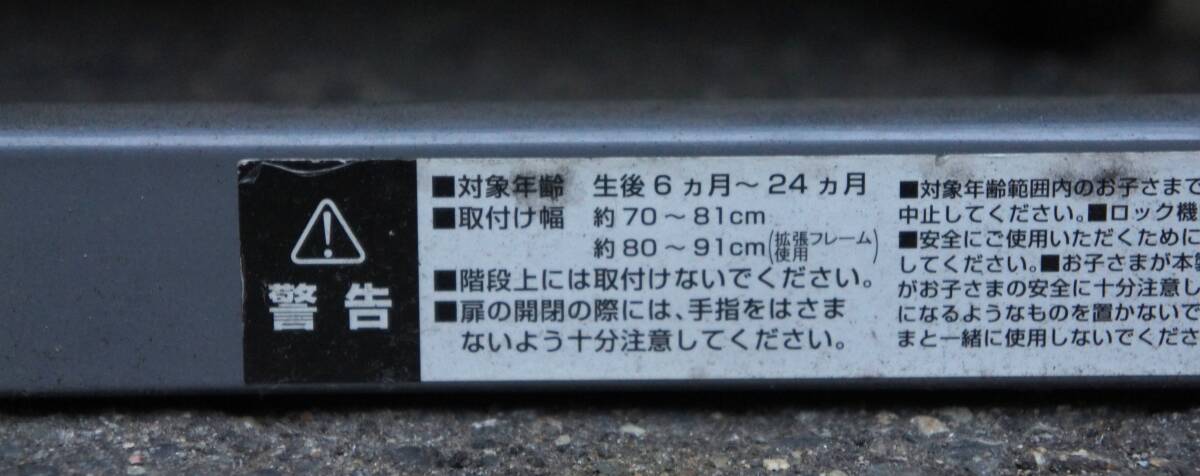 警告
■対象年齢 生後6ヵ月～24ヵ月
■取付け幅 約70～81cm
約80～91cm(拡張フレーム使用)
■階段上には取付けないでください。
■扉の開閉の際には、手指をはさま
ないよう十分注意してください。
■対象年齢範囲内のお子さまで
中止してください。■ロック機
■安全にご使用いただくために
してください。■お子さまが本製
がお子さまの安全に十分注意し
になるようなものを置かないで
まと一緒に使用しないでくださ